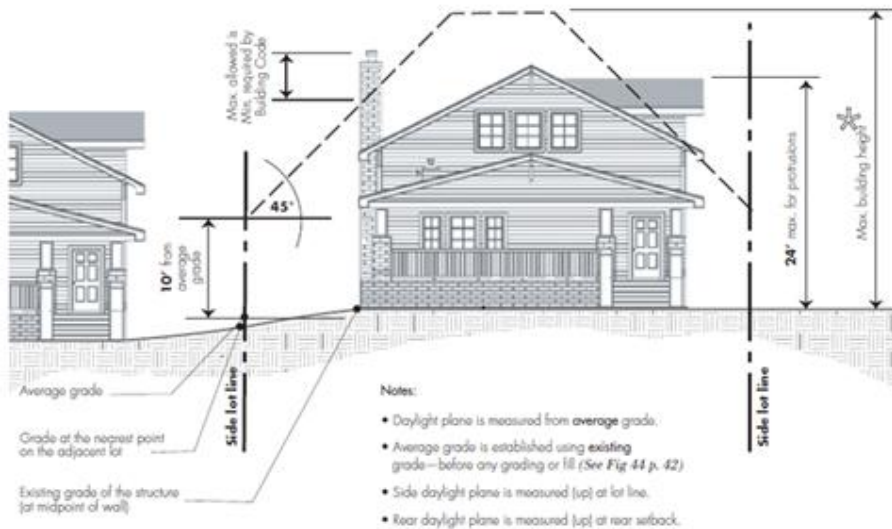 Max. allowed is
Min. required by
Building Code
45°
10' from
average
grade
24' max. for protrusions
Max. building height
Side lot line
Side lot line
Average grade
Grade at the nearest point
on the adjacent lot
Existing grade of the structure
(at midpoint of wall)
Notes:
• Daylight plane is measured from average grade.
• Average grade is established using existing
grade—before any grading or fill (See Fig 44 p. 42)
• Side daylight plane is measured (up) at lot line.
• Rear daylight plane is measured (up) at rear setback.